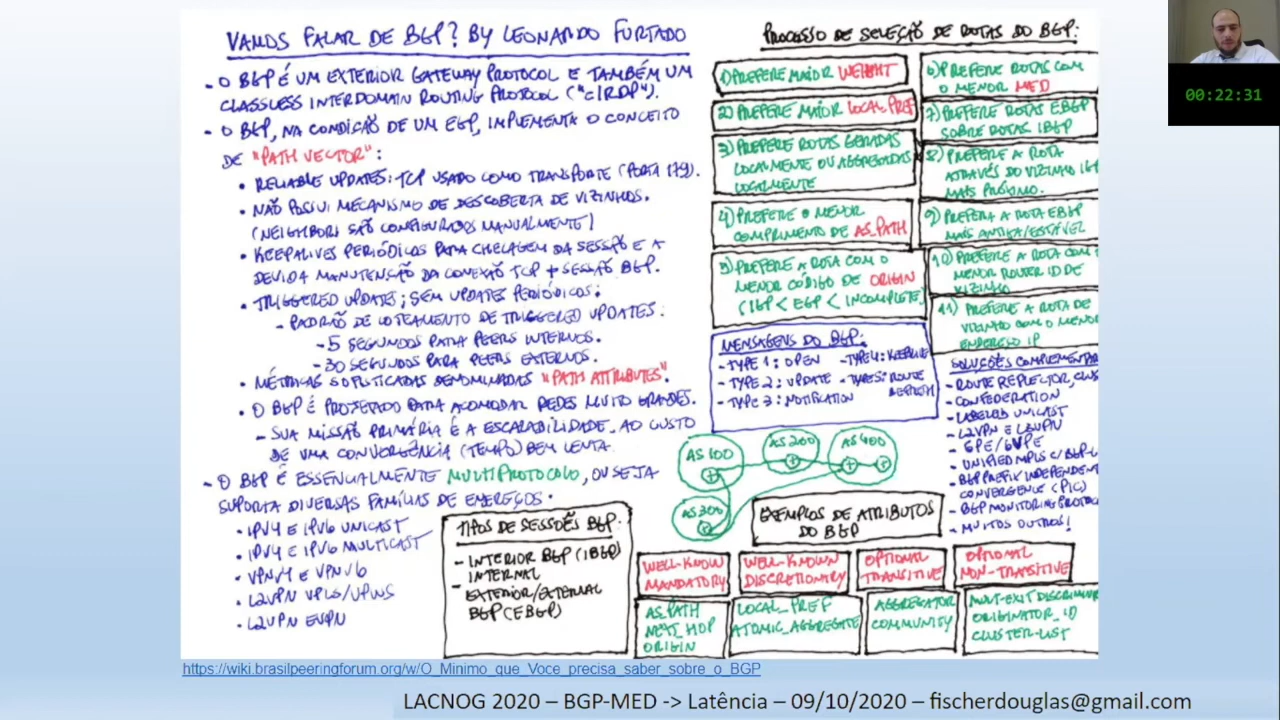 VAMOS FALAR DE BGP? BY LEONARDO FURTADO
- O BGP É UM EXTERIOR GATEWAY PROTOCOL E TAMBÉM UM
CLASSLESS INTERDOMAIN ROUTING PROTOCOL ("CIRDP").
- O BGP, NA CONDIÇÃO DE UM EGP, IMPLEMENTA O CONCEITO
DE "PATH VECTOR":
• RELIABLE UPDATES: TCP USADO COMO TRANSPORTE (PORTA 179).
• NÃO POSSUI MECANISMO DE DESCOBERTA DE VIZINHOS.
(NEIGHBORS SÃO CONFIGURADOS MANUALMENTE)
• KEEPALIVES PERIÓDICOS PARA CHECAGEM DA SESSÃO E A
DEVIDA MANUTENÇÃO DA CONEXÃO TCP + SESSÃO BGP.
• TRIGGERED UPDATES; SEM UPDATES PERIÓDICOS:
- PADRÃO DE LOTEAMENTO DE TRIGGERED UPDATES:
- 5 SEGUNDOS PARA PEERS INTERNOS.
- 30 SEGUNDOS PARA PEERS EXTERNOS.
• MÉTRICAS SOFISTICADAS DENOMINADAS "PATH ATTRIBUTES".
• O BGP É PROJETADO PARA ACOMODAR REDES MUITO GRANDES.
- SUA MISSÃO PRIMÁRIA É A ESCALABILIDADE. AO CUSTO
DE UMA CONVERGÊNCIA (TEMPO) BEM LENTA.
- O BGP É ESSENCIALMENTE MULTIPROTOCOLO, OU SEJA
SUPORTA DIVERSAS FAMÍLIAS DE ENDEREÇOS.
• IPV4 E IPV6 UNICAST
• IPV4 E IPV6 MULTICAST
• VPNV4 E VPNV6
• L2VPN VPLS/VPWS
• L2VPN EVPN
TIPOS DE SESSÕES BGP:
- INTERIOR BGP (IBGP)
INTERNAL
- EXTERIOR/EXTERNAL
BGP (EBGP)
PROCESSO DE SELEÇÃO DE ROTAS DO BGP:
1) PREFERE MAIOR WEIGHT
2) PREFERE MAIOR LOCAL_PREF
3) PREFERE ROTAS GERADAS
LOCALMENTE OU AGGREGADAS
LOCALMENTE
4) PREFERE O MENOR
COMPRIMENTO DE AS_PATH
5) PREFERE A ROTA COM O
MENOR CÓDIGO DE ORIGIN
(IGP < EGP < INCOMPLETE)
6) PREFERE ROTAS COM
O MENOR MED
7) PREFERE ROTAS EBGP
SOBRE ROTAS IBGP
8) PREFERE A ROTA
ATRAVÉS DO VIZINHO IGP
MAIS PRÓXIMO.
9) PREFERA A ROTA EBGP
MAIS ANTIGA/ESTÁVEL
10) PREFERE A ROTA COM
MENOR ROUTER ID DE
VIZINHO
11) PREFERE A ROTA DE
VIZINHO COM O MENOR
ENDEREÇO IP
MENSAGENS DO BGP:
- TYPE 1: OPEN - TYPE 4: KEEPALIVE
- TYPE 2: UPDATE - TYPE 5: ROUTE
REFRESH
- TYPE 3: NOTIFICATION
SOLUÇÕES COMPLEMENTAR
- ROUTE REFLECTOR, CLUS
- CONFEDERATION
- LABELED UNICAST
- L2VPN E L3VPN
- 6PE/6VPE
- UNIFIED MPLS C/ BGP-L
- BGP PREFIX INDEPENDENT
CONVERGENCE (PIC)
- BGP MONITORING PROTOCO
- MUITOS OUTROS!
AS 100
AS 200
AS 400
AS 300
EXEMPLOS DE ATRIBUTOS
DO BGP
WELL-KNOWN
MANDATORY
WELL-KNOWN
DISCRETIONARY
OPTIONAL
TRANSITIVE
OPTIONAL
NON-TRANSITIVE
AS_PATH
NEXT_HOP
ORIGIN
LOCAL_PREF
ATOMIC_AGGREGATE
AGGREGATOR
COMMUNITY
MULT-EXIT DISCRIMIN
ORIGINATOR_ID
CLUSTER-LIST
00:22:31
https://wiki.brasilpeeringforum.org/w/O_Minimo_que_Voce_precisa_saber_sobre_o_BGP
LACNOG 2020 – BGP-MED -> Latência – 09/10/2020 – fischerdouglas@gmail.com